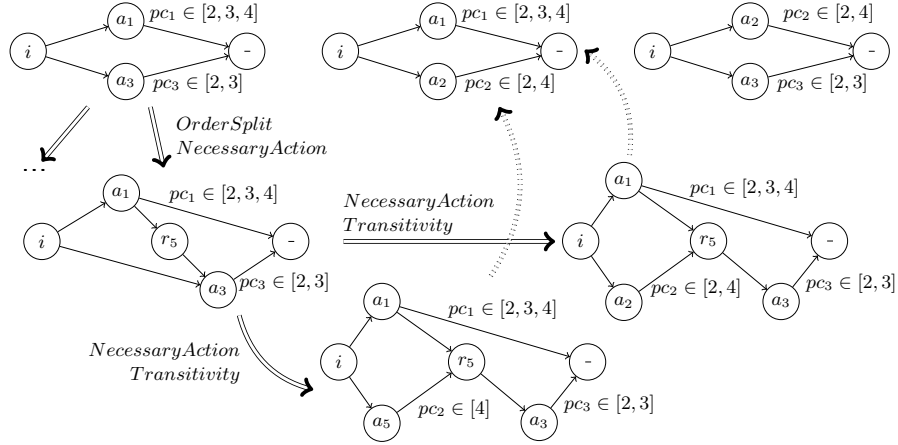 pc₁ ∈ [2, 3, 4]
a₁
i
-
a₃
pc₃ ∈ [2, 3]
pc₁ ∈ [2, 3, 4]
a₁
i
-
a₂
pc₂ ∈ [2, 4]
pc₂ ∈ [2, 4]
a₂
i
-
a₃
pc₃ ∈ [2, 3]
OrderSplit
NecessaryAction
...
a₁
pc₁ ∈ [2, 3, 4]
i
r₅
-
a₃
pc₃ ∈ [2, 3]
NecessaryAction
Transitivity
a₁
pc₁ ∈ [2, 3, 4]
i
r₅
-
a₂
pc₂ ∈ [2, 4]
a₃
pc₃ ∈ [2, 3]
NecessaryAction
Transitivity
a₁
pc₁ ∈ [2, 3, 4]
i
r₅
-
a₅
pc₂ ∈ [4]
a₃
pc₃ ∈ [2, 3]